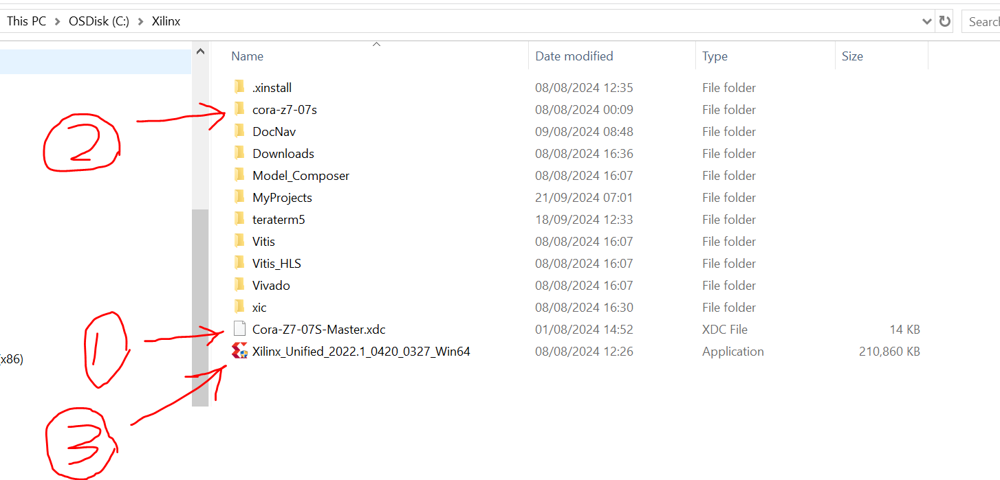 This PC > OSDisk (C:) > Xilinx Search
Name Date modified Type Size
.xinstall 08/08/2024 12:35 File folder
cora-z7-07s 08/08/2024 00:09 File folder
2
DocNav 09/08/2024 08:48 File folder
Downloads 08/08/2024 16:36 File folder
Model_Composer 08/08/2024 16:07 File folder
MyProjects 21/09/2024 07:01 File folder
teraterm5 18/09/2024 12:33 File folder
Vitis 08/08/2024 16:07 File folder
Vitis_HLS 08/08/2024 16:07 File folder
Vivado 08/08/2024 16:07 File folder
xic 08/08/2024 16:30 File folder
1
Cora-Z7-07S-Master.xdc 01/08/2024 14:52 XDC File 14 KB
Xilinx_Unified_2022.1_0420_0327_Win64 08/08/2024 12:26 Application 210,860 KB
(x86)
3